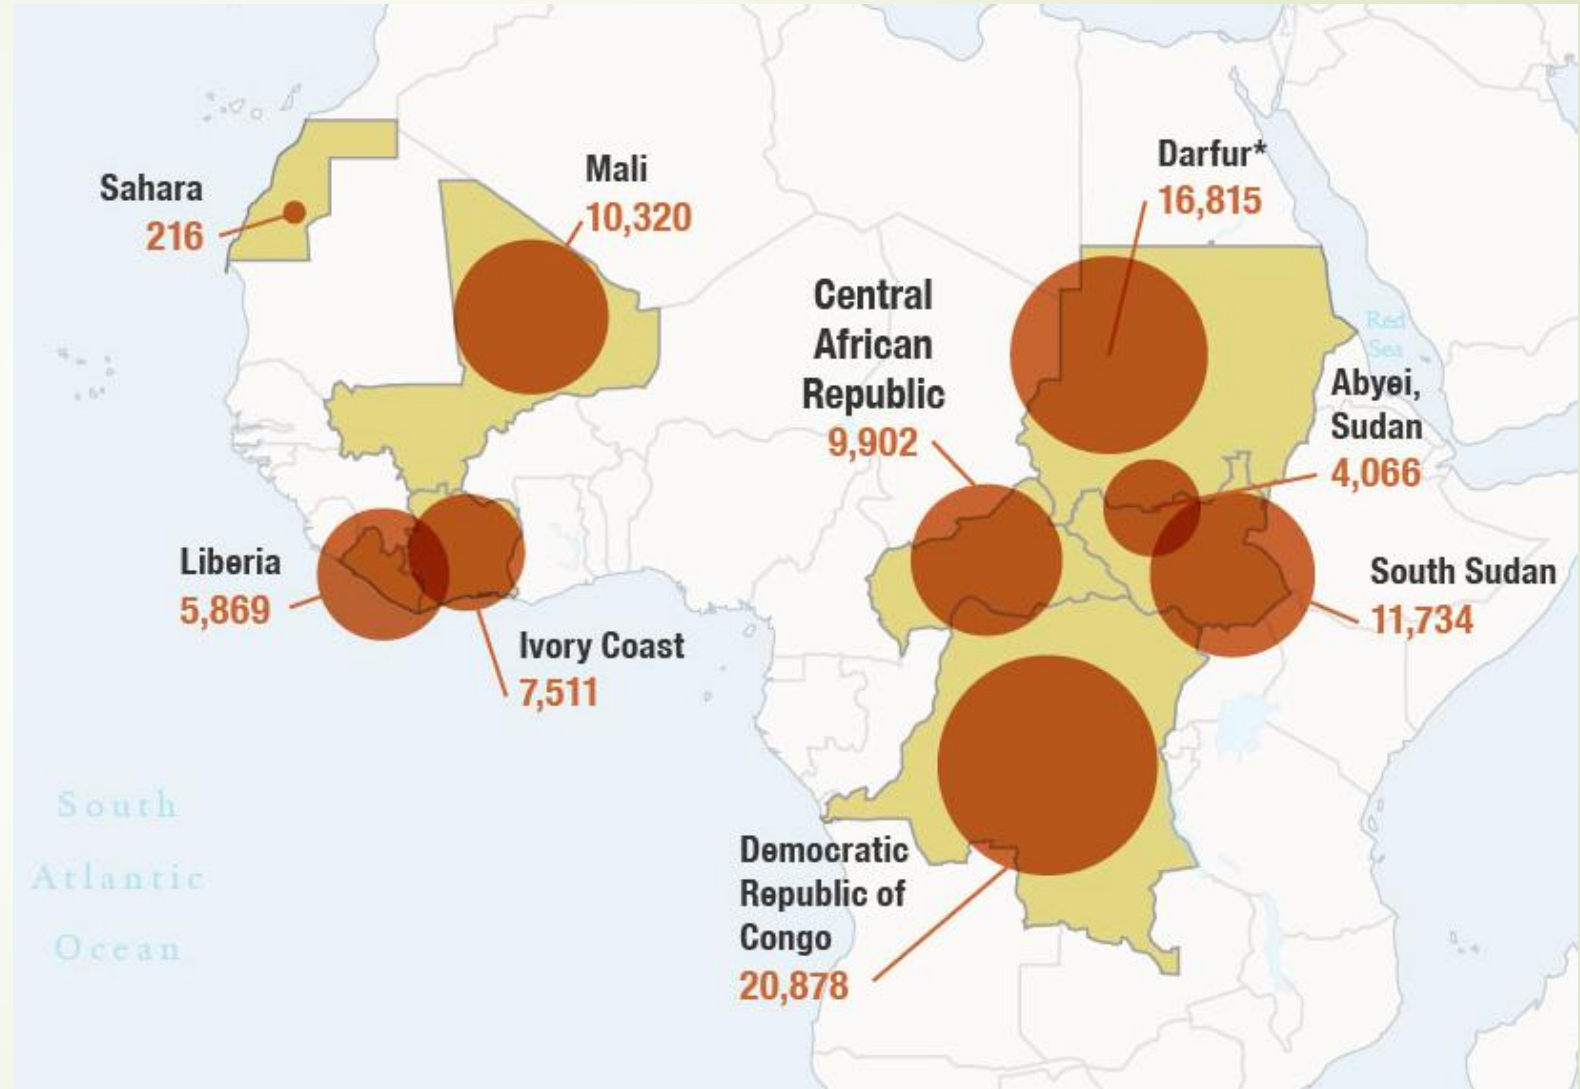 Sahara
216
Mali
10,320
Darfur*
16,815
Central
African
Republic
9,902
Red
Sea
Abyei,
Sudan
4,066
Liberia
5,869
Ivory Coast
7,511
South Sudan
11,734
Democratic
Republic of
Congo
20,878
South
Atlantic
Ocean